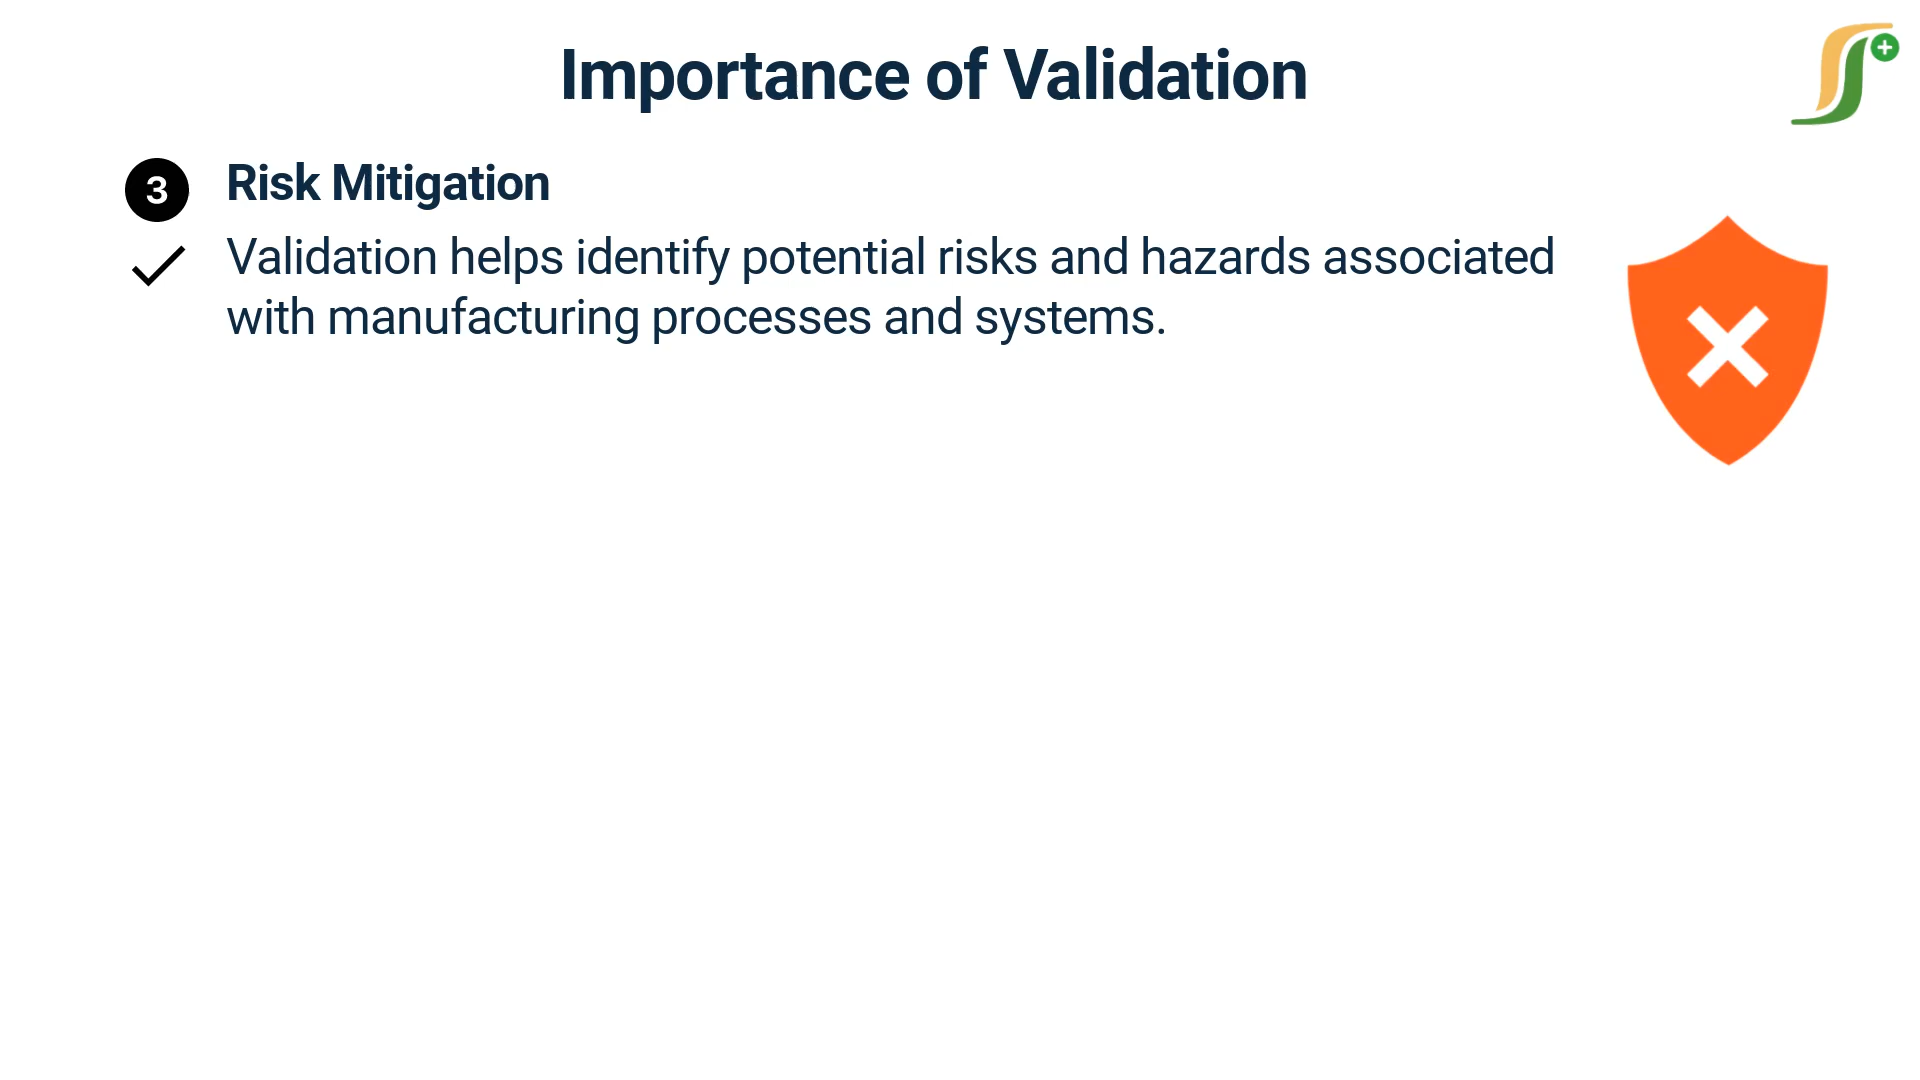 Importance of Validation
3 Risk Mitigation
Validation helps identify potential risks and hazards associated
with manufacturing processes and systems.